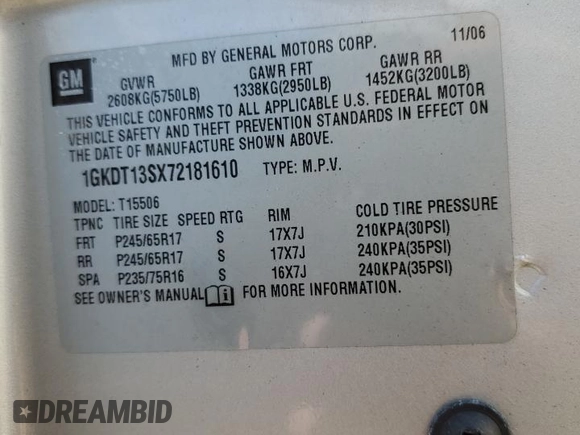 MFD BY GENERAL MOTORS CORP. 11/06
GM
GVWR GAWR FRT GAWR RR
2608KG(5750LB) 1338KG(2950LB) 1452KG(3200LB)
THIS VEHICLE CONFORMS TO ALL APPLICABLE U.S. FEDERAL MOTOR
VEHICLE SAFETY AND THEFT PREVENTION STANDARDS IN EFFECT ON
THE DATE OF MANUFACTURE SHOWN ABOVE.
1GKDT13SX72181610 TYPE: M.P.V.
MODEL: T15506
TPNC TIRE SIZE SPEED RTG RIM COLD TIRE PRESSURE
FRT P245/65R17 S 17X7J 210KPA(30PSI)
RR P245/65R17 S 17X7J 240KPA(35PSI)
SPA P235/75R16 S 16X7J 240KPA(35PSI)
SEE OWNER'S MANUAL FOR MORE INFORMATION.
DREAMBID